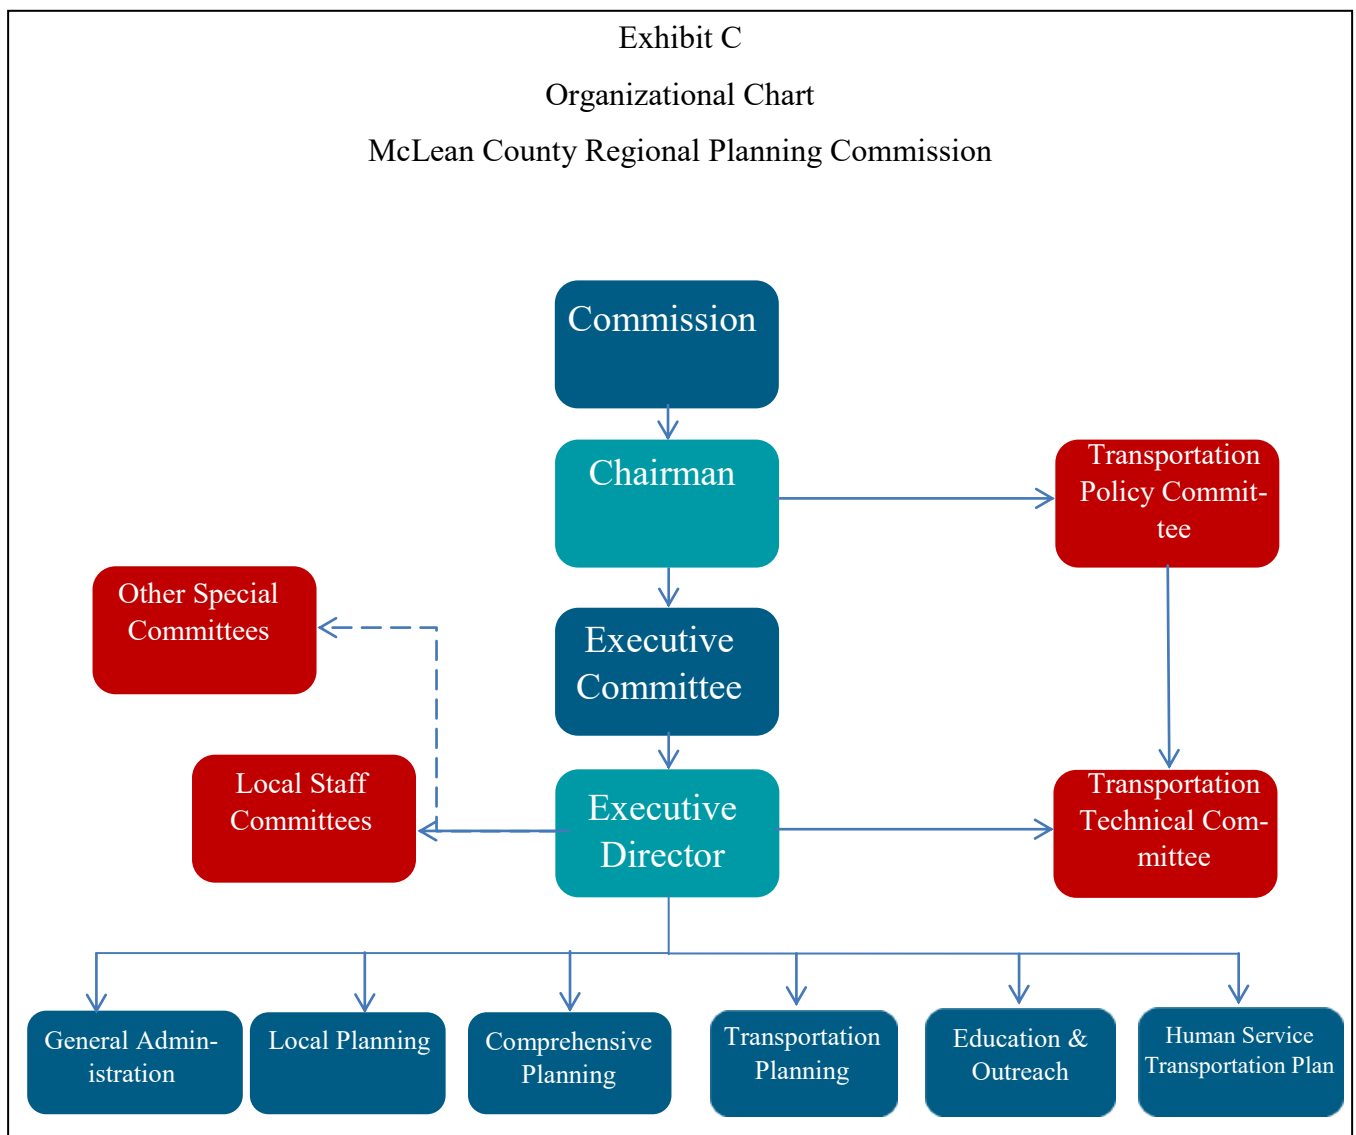 Exhibit C
Organizational Chart
McLean County Regional Planning Commission
Commission
Chairman
Transportation
Policy Commit-
tee
Other Special
Committees
Executive
Committee
Local Staff
Committees
Executive
Director
Transportation
Technical Com-
mittee
General Admin-
istration
Local Planning
Comprehensive
Planning
Transportation
Planning
Education &
Outreach
Human Service
Transportation Plan